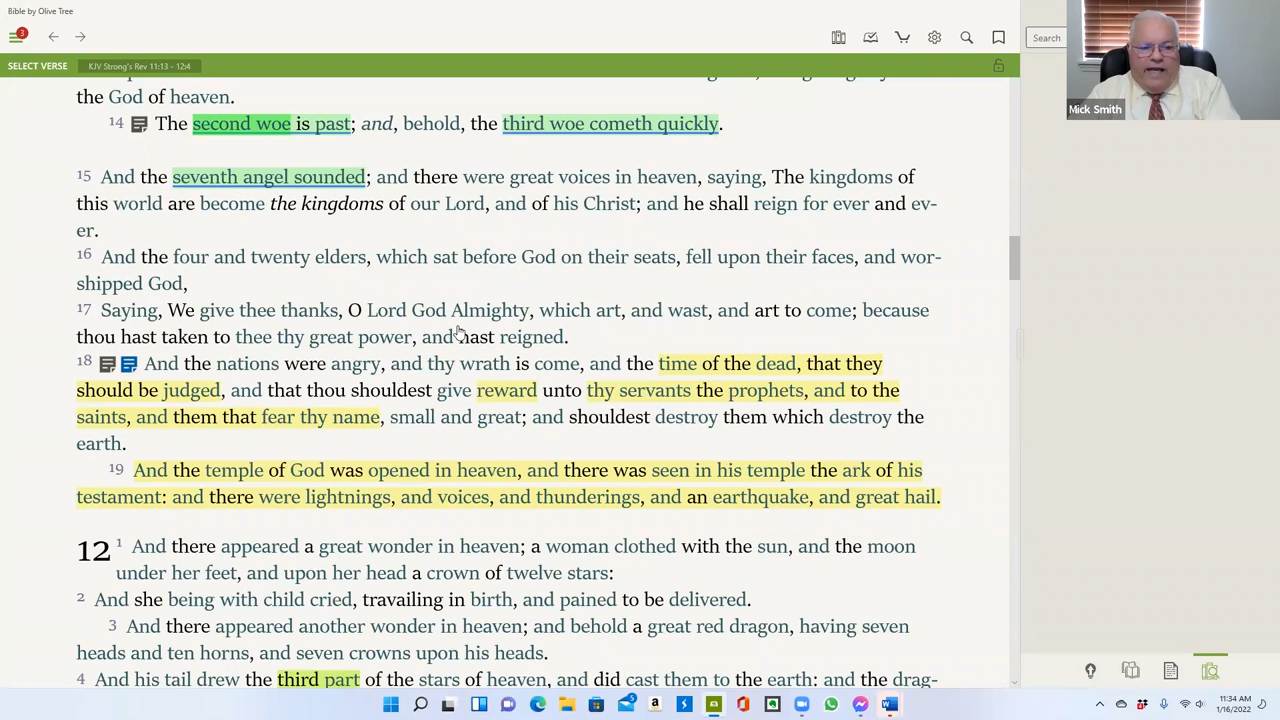 Bible by Olive Tree
3
Search
Mick Smith
SELECT VERSE
KJV Strong's Rev 11:13 - 12:4
the God of heaven.
14 The second woe is past; and, behold, the third woe cometh quickly.
15 And the seventh angel sounded; and there were great voices in heaven, saying, The kingdoms of
this world are become the kingdoms of our Lord, and of his Christ; and he shall reign for ever and ev-
er.
16 And the four and twenty elders, which sat before God on their seats, fell upon their faces, and wor-
shipped God,
17 Saying, We give thee thanks, O Lord God Almighty, which art, and wast, and art to come; because
thou hast taken to thee thy great power, and hast reigned.
18 And the nations were angry, and thy wrath is come, and the time of the dead, that they
should be judged, and that thou shouldest give reward unto thy servants the prophets, and to the
saints, and them that fear thy name, small and great; and shouldest destroy them which destroy the
earth.
19 And the temple of God was opened in heaven, and there was seen in his temple the ark of his
testament: and there were lightnings, and voices, and thunderings, and an earthquake, and great hail.
12 1 And there appeared a great wonder in heaven; a woman clothed with the sun, and the moon
under her feet, and upon her head a crown of twelve stars:
2 And she being with child cried, travailing in birth, and pained to be delivered.
3 And there appeared another wonder in heaven; and behold a great red dragon, having seven
heads and ten horns, and seven crowns upon his heads.
4 And his tail drew the third part of the stars of heaven, and did cast them to the earth: and the drag-
11:34 AM
1/16/2022